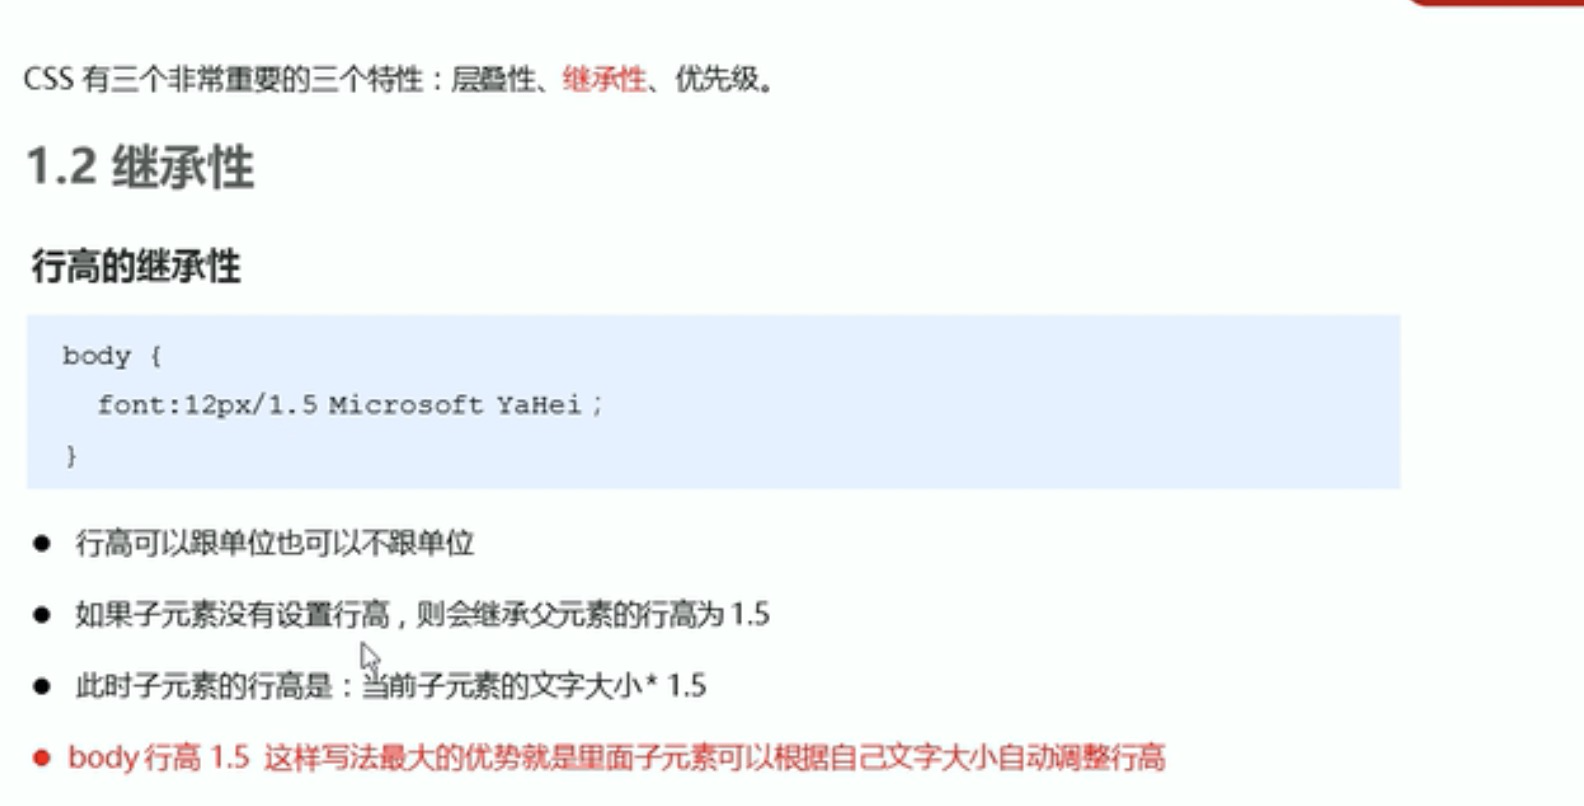 CSS 有三个非常重要的三个特性：层叠性、继承性、优先级。
1.2 继承性
行高的继承性
body {
font:12px/1.5 Microsoft YaHei；
}
● 行高可以跟单位也可以不跟单位
● 如果子元素没有设置行高，则会继承父元素的行高为 1.5
● 此时子元素的行高是：当前子元素的文字大小* 1.5
● body 行高 1.5 这样写法最大的优势就是里面子元素可以根据自己文字大小自动调整行高